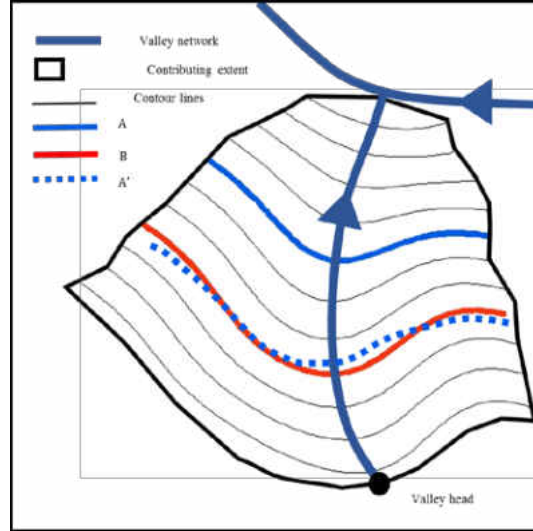 Valley network
Contributing extent
Contour lines
A
B
A'
Valley head